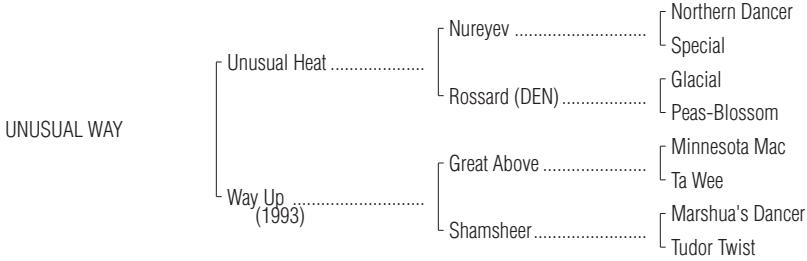 Northern Dancer
Nureyev ............................
Special
Unusual Heat ....................
Glacial
Rossard (DEN)..................
Peas-Blossom
UNUSUAL WAY
Minnesota Mac
Great Above ......................
Ta Wee
Way Up ............................
(1993)
Marshua's Dancer
Shamsheer........................
Tudor Twist